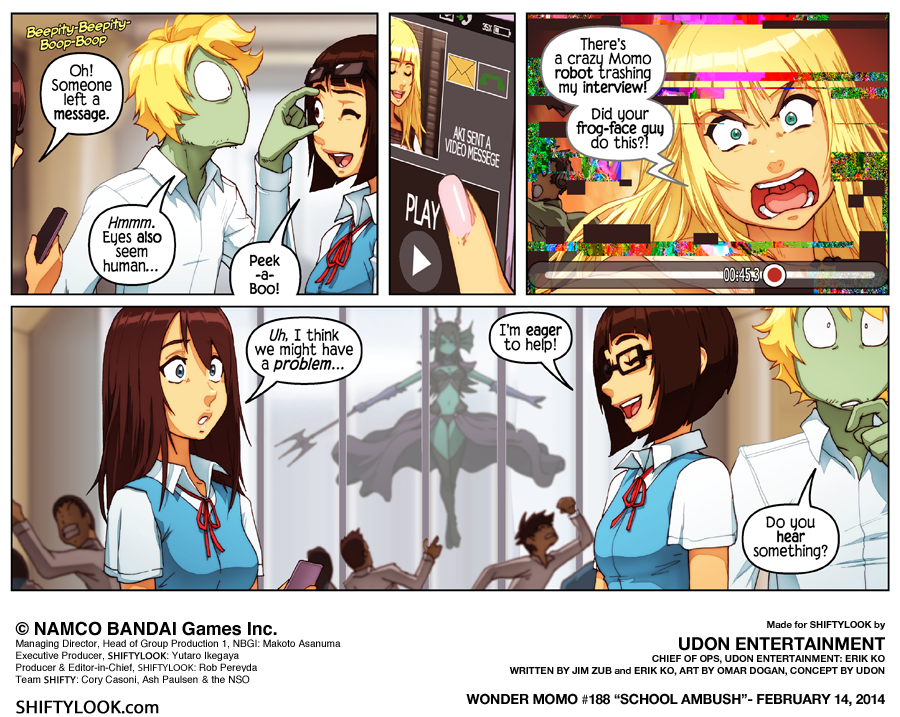 Beepity-Beepity-
Boop-Boop
Oh!
Someone
left a
message.
Hmmm.
Eyes also
seem
human...
Peek
-a-
Boo!
35%
AKI SENT A
VIDEO MESSEGE
PLAY
There's
a crazy Momo
robot trashing
my interview!
Did your
frog-face guy
do this?!
00:45.3
Uh, I think
we might have
a problem...
I'm eager
to help!
Do you
hear
something?
© NAMCO BANDAI Games Inc.
Managing Director, Head of Group Production 1, NBGI: Makoto Asanuma
Executive Producer, SHIFTYLOOK: Yutaro Ikegaya
Producer & Editor-in-Chief, SHIFTYLOOK: Rob Pereyda
Team SHIFTY: Cory Casoni, Ash Paulsen & the NSO
SHIFTYLOOK.com
Made for SHIFTYLOOK by
UDON ENTERTAINMENT
CHIEF OF OPS, UDON ENTERTAINMENT: ERIK KO
WRITTEN BY JIM ZUB and ERIK KO, ART BY OMAR DOGAN, CONCEPT BY UDON
WONDER MOMO #188 “SCHOOL AMBUSH”- FEBRUARY 14, 2014